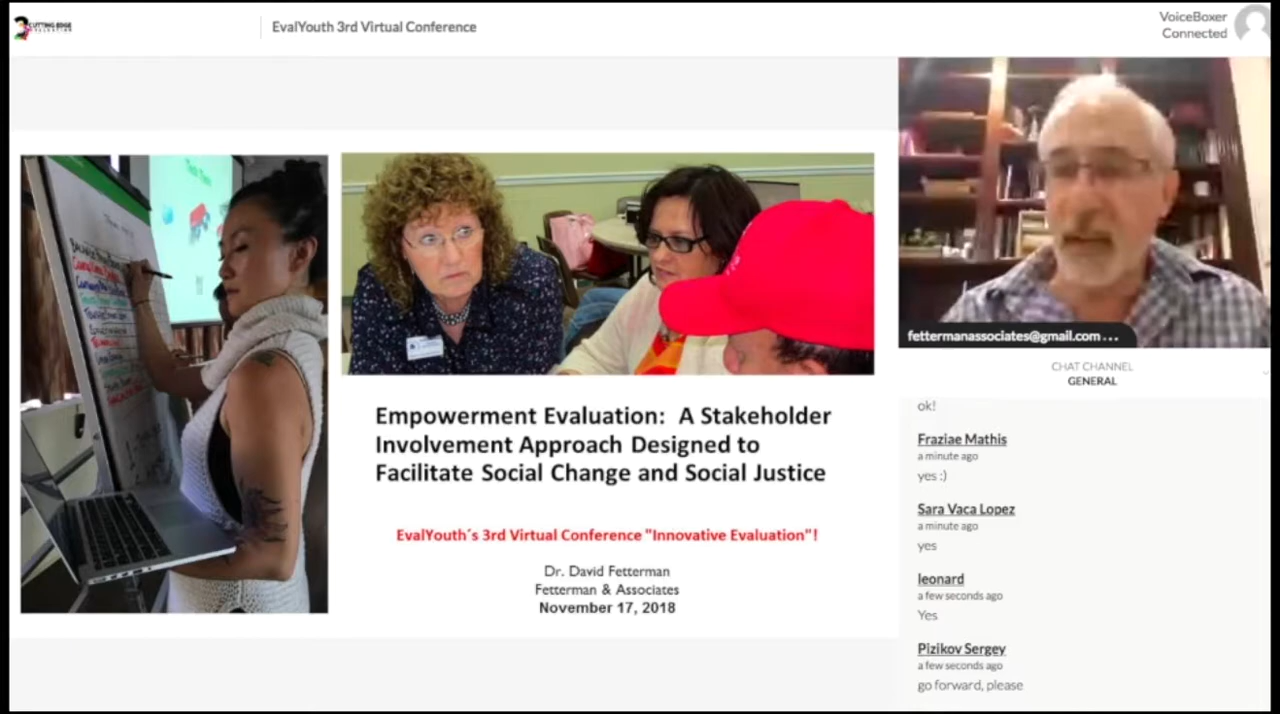 CUTTING EDGE
EvalYouth 3rd Virtual Conference
VoiceBoxer
Connected
fettermanassociates@gmail.com ...
CHAT CHANNEL
GENERAL
ok!
Fraziae Mathis
a minute ago
yes :)
Sara Vaca Lopez
a minute ago
yes
leonard
a few seconds ago
Yes
Pizikov Sergey
a few seconds ago
go forward, please
Empowerment Evaluation: A Stakeholder
Involvement Approach Designed to
Facilitate Social Change and Social Justice
EvalYouth´s 3rd Virtual Conference "Innovative Evaluation"!
Dr. David Fetterman
Fetterman & Associates
November 17, 2018